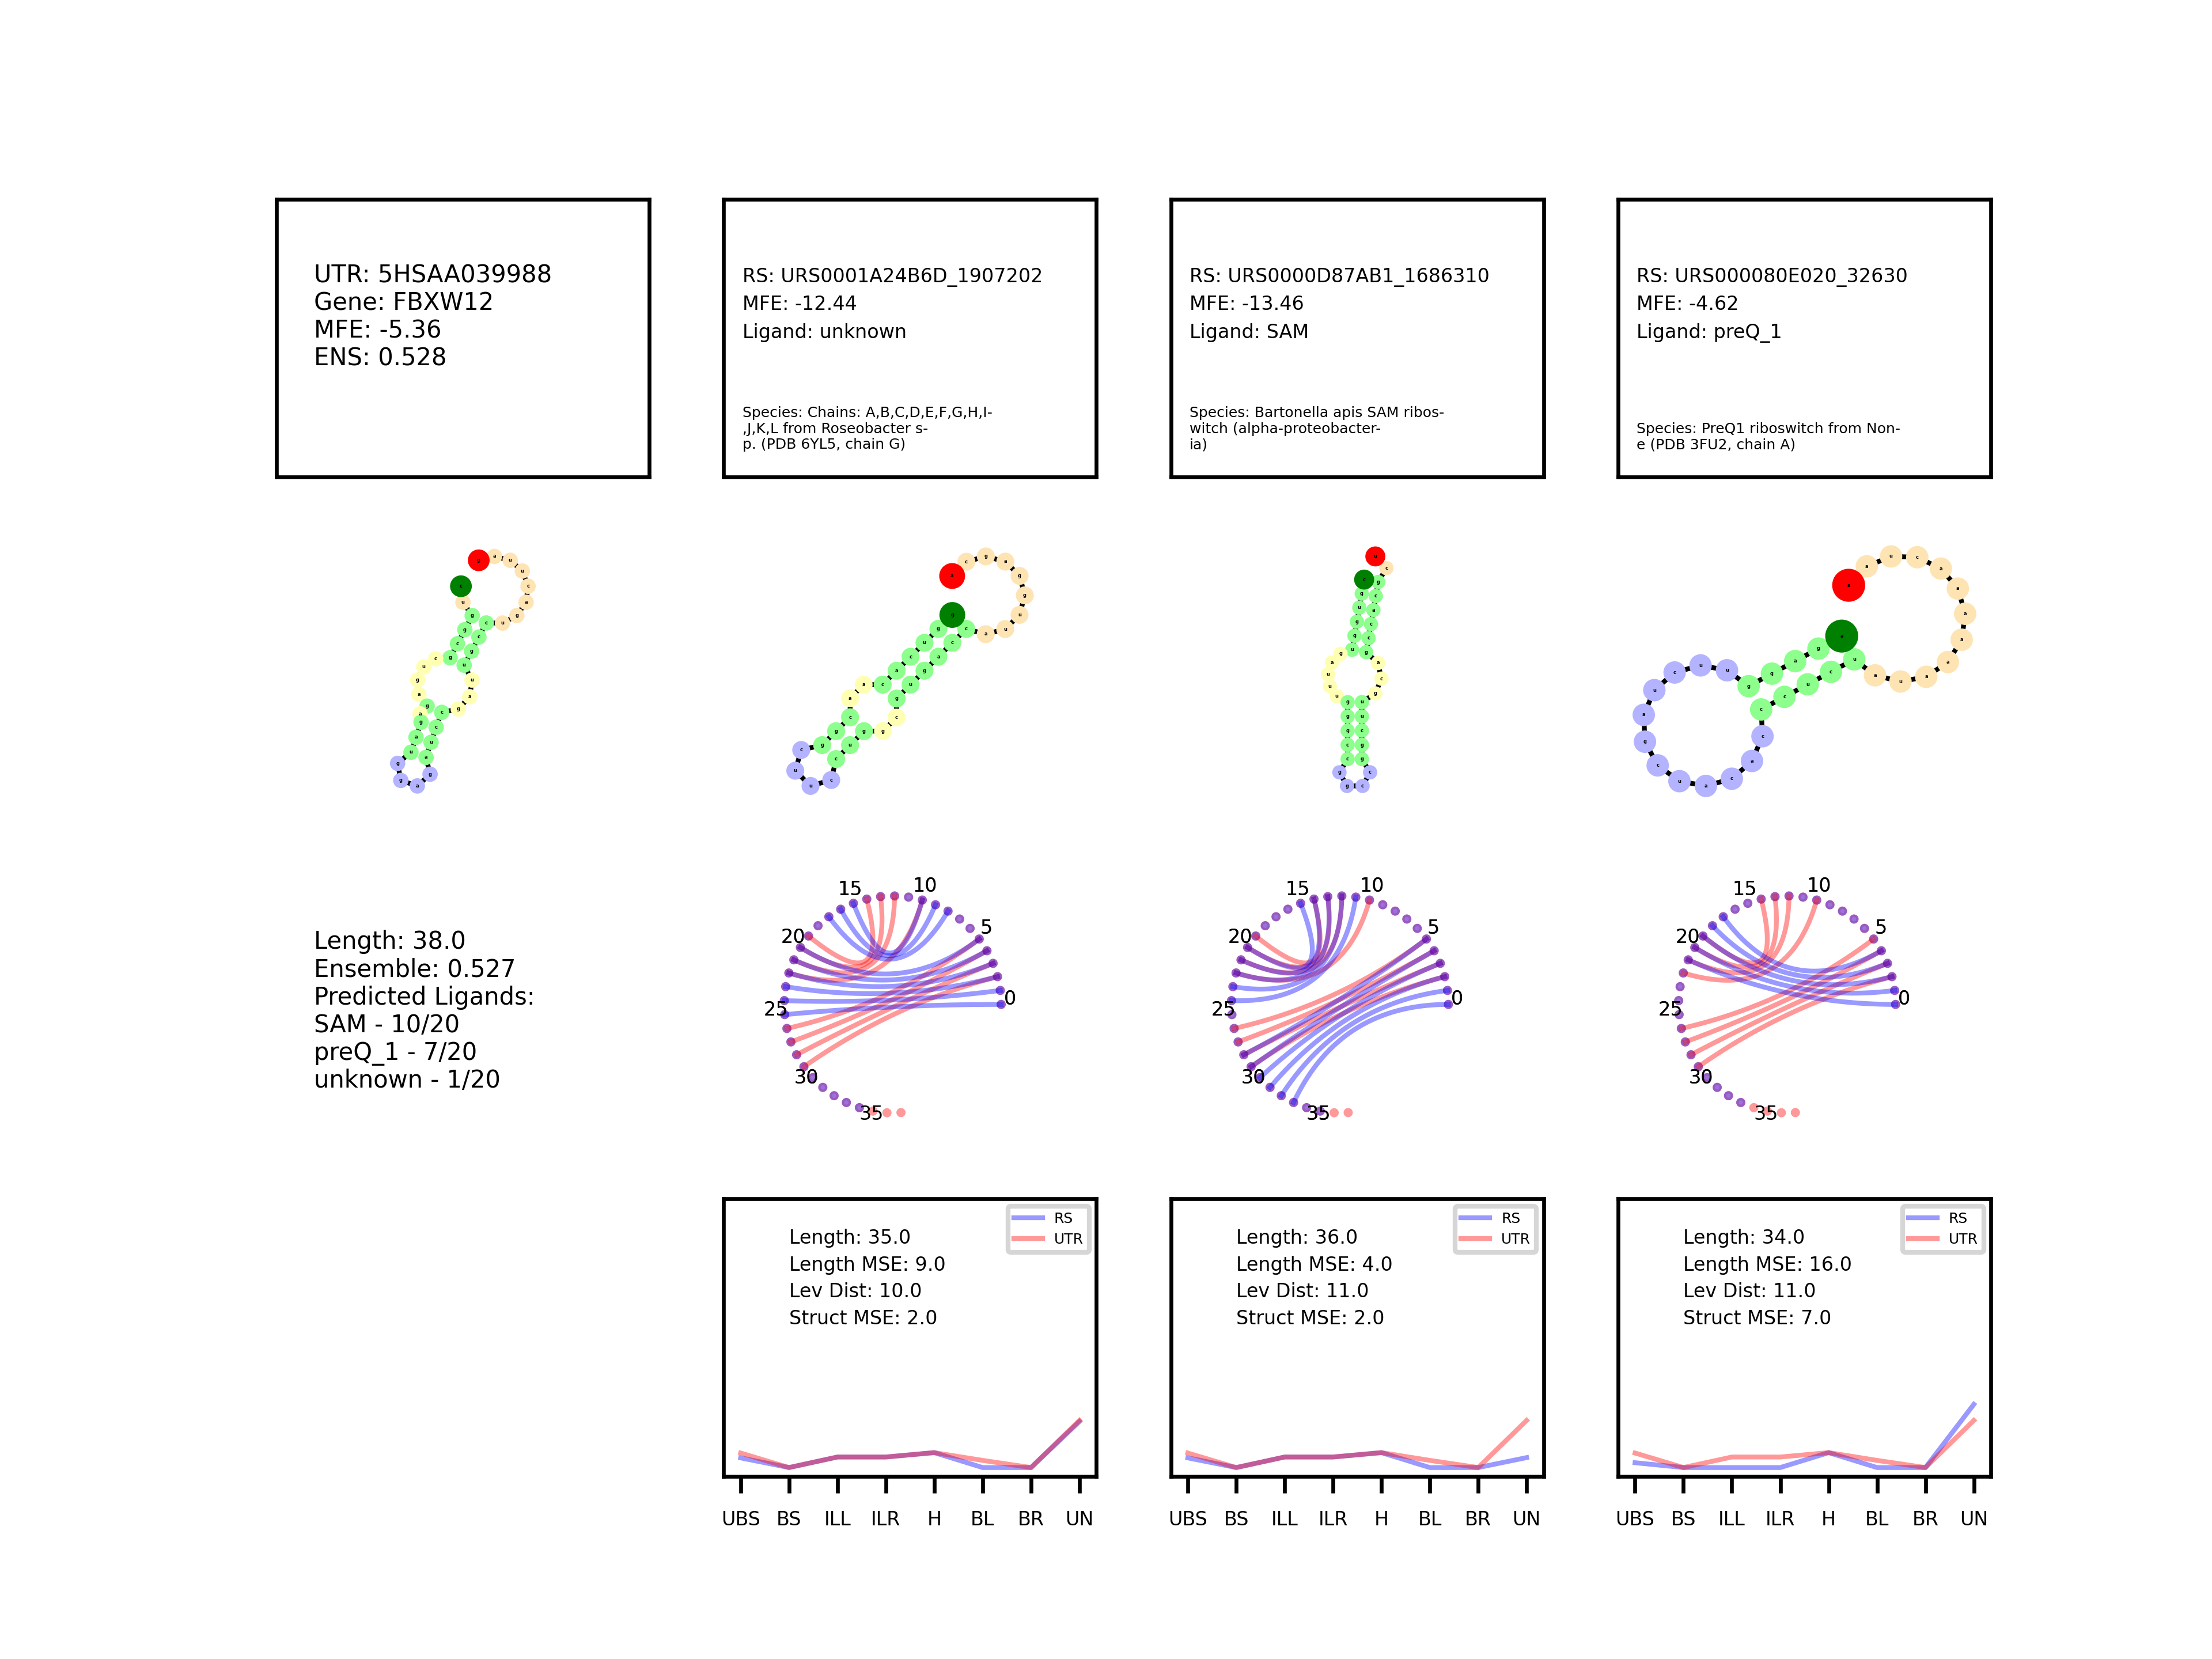 UTR: 5HSAA039988
Gene: FBXW12
MFE: -5.36
ENS: 0.528
RS: URS0001A24B6D_1907202
MFE: -12.44
Ligand: unknown
Species: Chains: A,B,C,D,E,F,G,H,I-
,J,K,L from Roseobacter s-
p. (PDB 6YL5, chain G)
RS: URS0000D87AB1_1686310
MFE: -13.46
Ligand: SAM
Species: Bartonella apis SAM ribos-
witch (alpha-proteobacter-
ia)
RS: URS000080E020_32630
MFE: -4.62
Ligand: preQ_1
Species: PreQ1 riboswitch from Non-
e (PDB 3FU2, chain A)
Length: 38.0
Ensemble: 0.527
Predicted Ligands:
SAM - 10/20
preQ_1 - 7/20
unknown - 1/20
0
5
10
15
20
25
30
35
0
5
10
15
20
25
30
35
0
5
10
15
20
25
30
35
RS
UTR
Length: 35.0
Length MSE: 9.0
Lev Dist: 10.0
Struct MSE: 2.0
UBS BS ILL ILR H BL BR UN
RS
UTR
Length: 36.0
Length MSE: 4.0
Lev Dist: 11.0
Struct MSE: 2.0
UBS BS ILL ILR H BL BR UN
RS
UTR
Length: 34.0
Length MSE: 16.0
Lev Dist: 11.0
Struct MSE: 7.0
UBS BS ILL ILR H BL BR UN